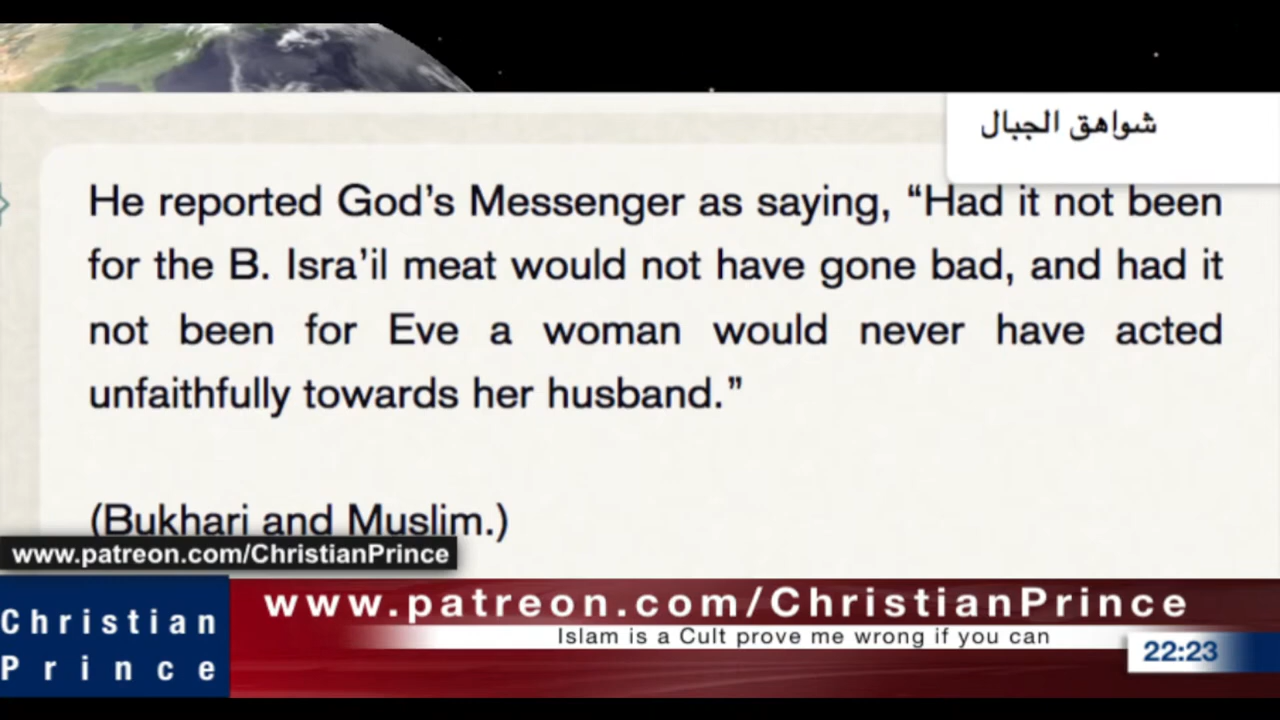 شواهق الجبال
He reported God’s Messenger as saying, “Had it not been
for the B. Isra’il meat would not have gone bad, and had it
not been for Eve a woman would never have acted
unfaithfully towards her husband.”
(Bukhari and Muslim.)
www.patreon.com/ChristianPrince
www.patreon.com/ChristianPrince
Islam is a Cult prove me wrong if you can
Christian
Prince
22:23